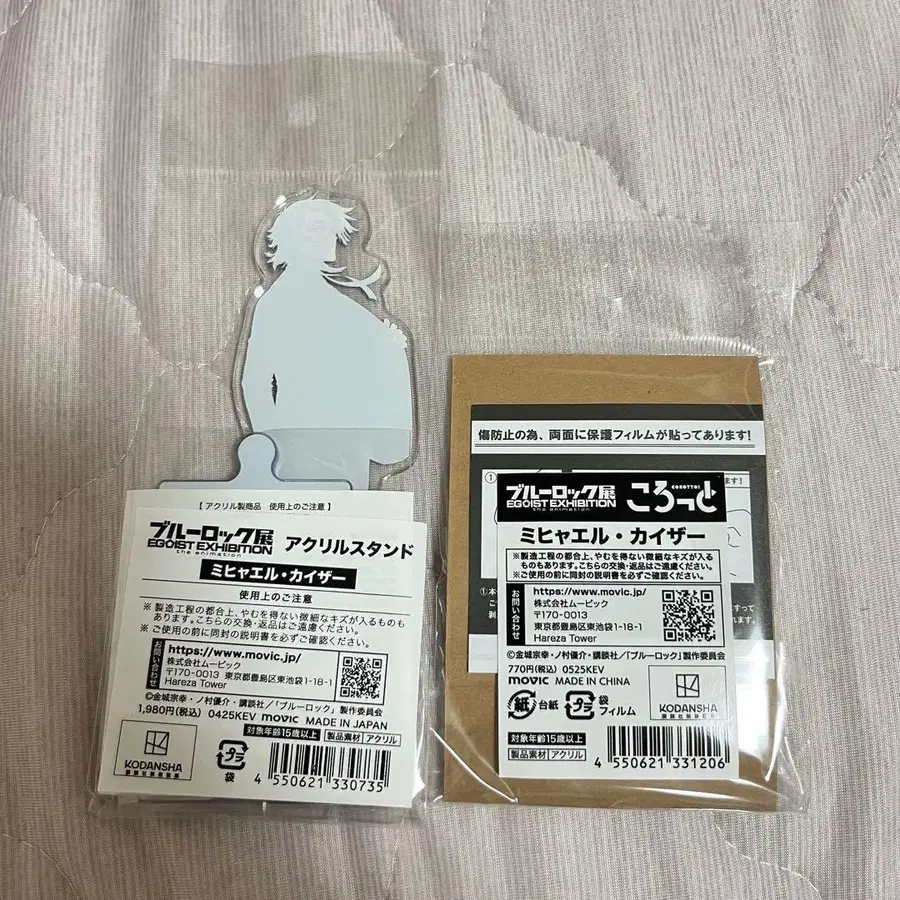 【アクリル製商品 使用上のご注意】
ブルーロック展
EGOIST EXHIBITION
the animation
アクリルスタンド
ミヒャエル・カイザー
使用上のご注意
※製造工程の都合上、やむを得ない微細なキズが入るものも
あります。こちらの交換・返品はご遠慮ください。
※ご使用の前に同封の説明書を必ずご確認ください。
お問い合わせ
https://www.movic.jp/
株式会社ムービック
〒170-0013
東京都豊島区東池袋1-18-1
Hareza Tower
©金城宗幸・ノ村優介・講談社/「ブルーロック」製作委員会
1,980円(税込) 0425KEV movic MADE IN JAPAN
KODANSHA
プラ
袋
対象年齢15歳以上
製品素材 アクリル
4 550621 330735
傷防止の為、両面に保護フィルムが貼ってあります!
①
ブルーロック展
EGOIST EXHIBITION
the animation
COROTTO!
ころっと
ミヒャエル・カイザー
※製造工程の都合上、やむを得ない微細なキズが入る
ものもあります。こちらの交換・返品はご遠慮ください。
※ご使用の前に同封の説明書を必ずご確認ください。
お問い合わせ
https://www.movic.jp/
株式会社ムービック
〒170-0013
東京都豊島区東池袋1-18-1
Hareza Tower
©金城宗幸・ノ村優介・講談社/「ブルーロック」製作委員会
770円(税込) 0525KEV
movic MADE IN CHINA
紙 台紙
プラ 袋
フィルム
KODANSHA
対象年齢15歳以上
製品素材 アクリル
4 550621 331206